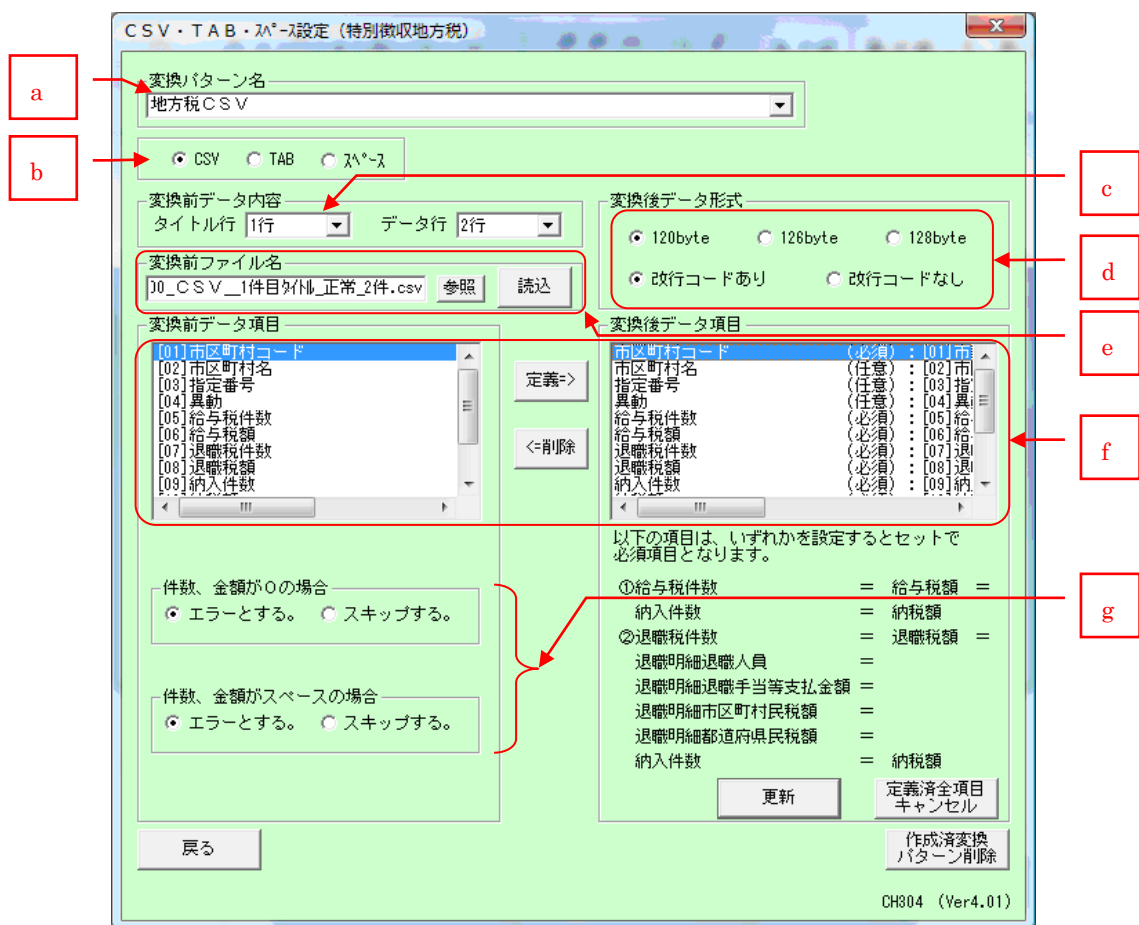 CSV・TAB・ｽﾍﾟｰｽ設定（特別徴収地方税）
a
変換パターン名
地方税ＣＳＶ
b
CSV TAB ｽﾍﾟｰｽ
c
変換前データ内容
タイトル行 1行 データ行 2行
変換後データ形式
120byte 126byte 128byte
改行コードあり 改行コードなし
d
変換前ファイル名
_ＣＳＶ__1件目ﾀｲﾄﾙ_正常_2件.csv 参照 読込
e
変換前データ項目
[01]市区町村コード
[02]市区町村名
[03]指定番号
[04]異動
[05]給与税件数
[06]給与税額
[07]退職税件数
[08]退職税額
[09]納入件数
定義=>
<=削除
変換後データ項目
市区町村コード （必須）：[01]市
市区町村名 （任意）：[02]市
指定番号 （任意）：[03]指
異動 （任意）：[04]異
給与税件数 （必須）：[05]給
給与税額 （必須）：[06]給
退職税件数 （必須）：[07]退
退職税額 （必須）：[08]退
納入件数 （必須）：[09]納
f
以下の項目は、いずれかを設定するとセットで
必須項目となります。
①給与税件数 ＝ 給与税額 ＝
納入件数 ＝ 納税額
②退職税件数 ＝ 退職税額 ＝
退職明細退職人員 ＝
退職明細退職手当等支払金額 ＝
退職明細市区町村民税額 ＝
退職明細都道府県民税額 ＝
納入件数 ＝ 納税額
件数、金額が０の場合
エラーとする。 スキップする。
件数、金額がスペースの場合
エラーとする。 スキップする。
g
更新
定義済全項目
キャンセル
戻る
作成済変換
パターン削除
CH304 (Ver4.01)